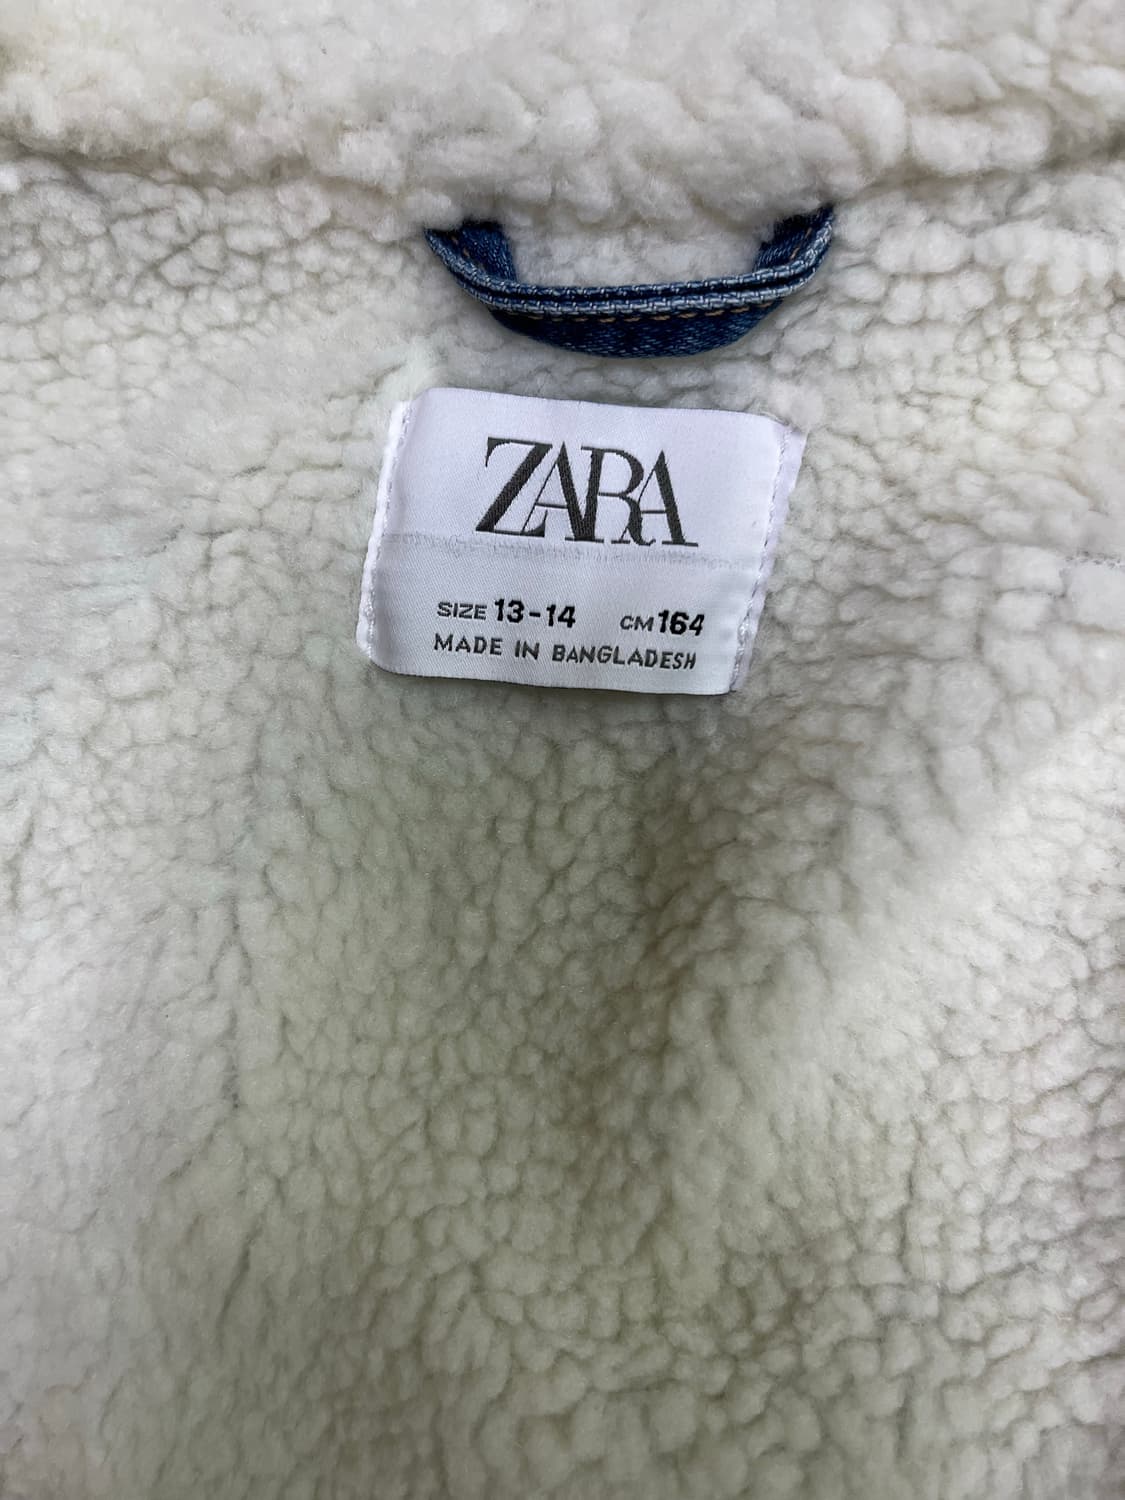 ZARA
SIZE 13-14 CM 164
MADE IN BANGLADESH